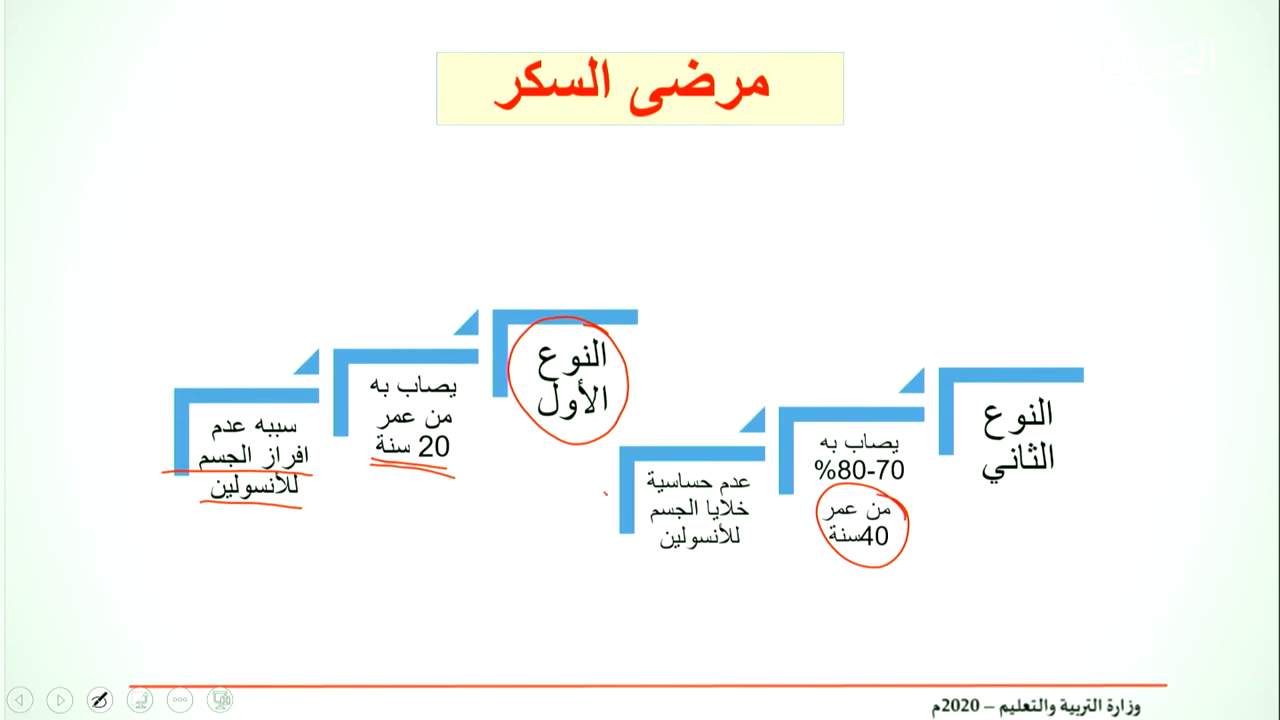 مرضى السكر
النوع
الأول
يصاب به
من عمر
20 سنة
سببه عدم
افراز الجسم
للأنسولين
النوع
الثاني
يصاب به
70-80%
من عمر
40سنة
عدم حساسية
خلايا الجسم
للأنسولين
وزارة التربية والتعليم – 2020م